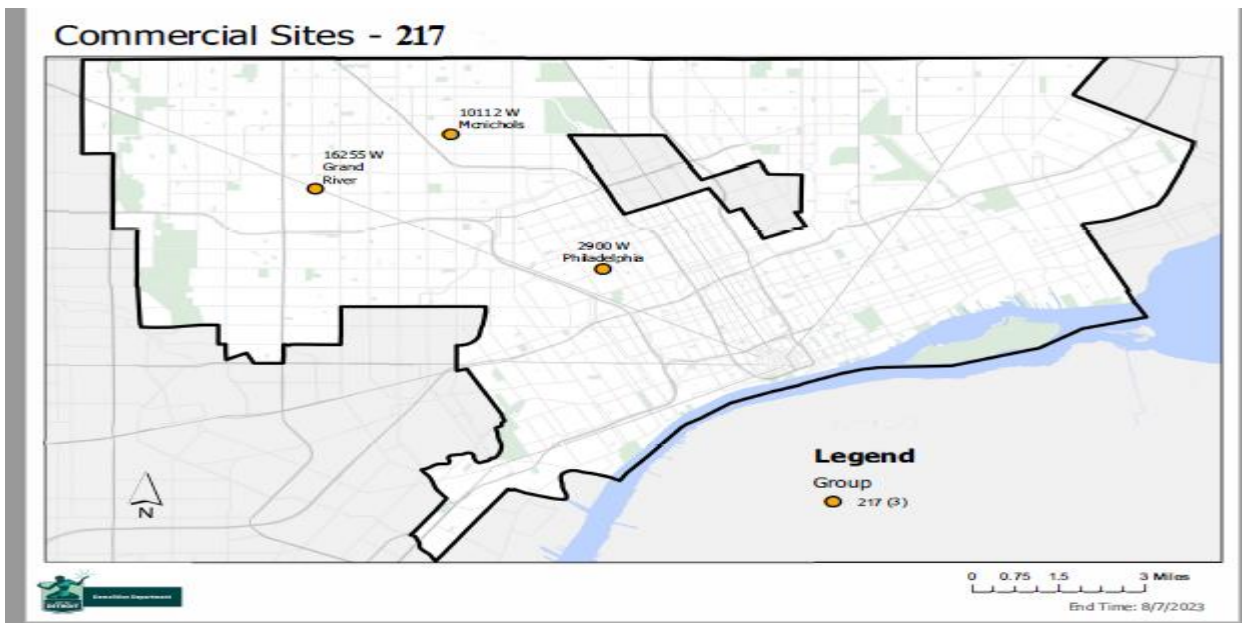 Commercial Sites - 217
10112 W
Mcnichols
16255 W
Grand
River
2900 W
Philadelphia
Legend
Group
217 (3)
N
0 0.75 1.5 3 Miles
DETROIT
Demolition Department
End Time: 8/7/2023